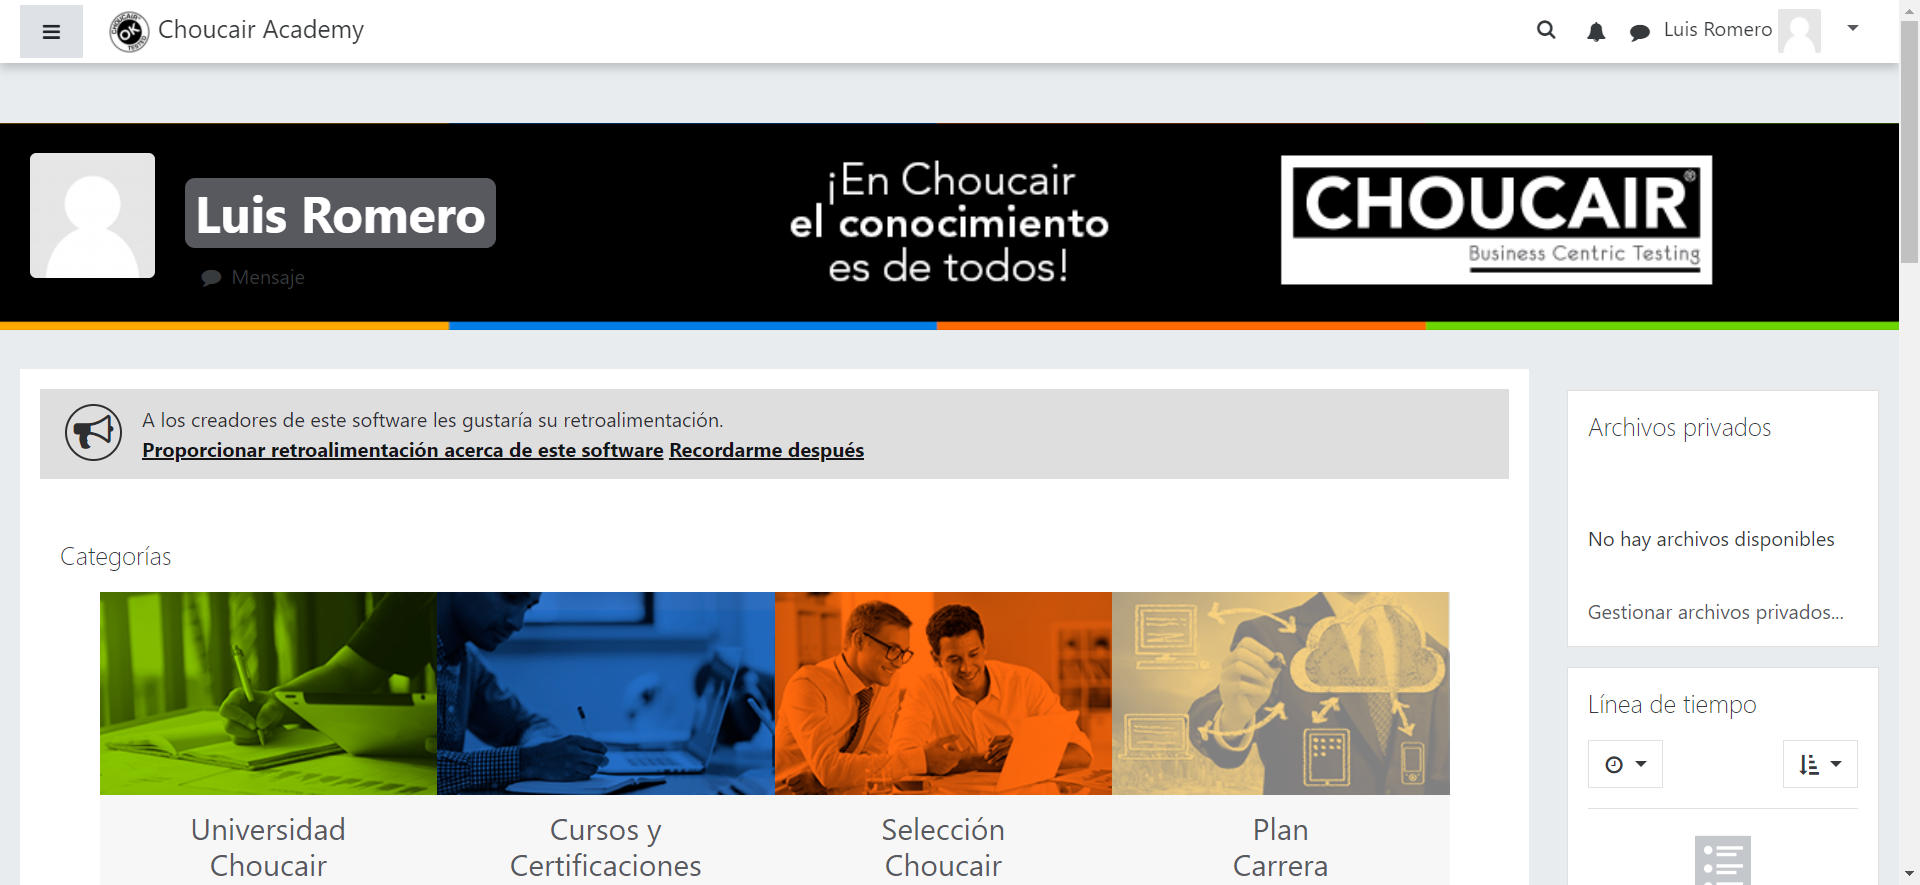 Choucair Academy
Luis Romero
Luis Romero
Mensaje
¡En Choucair
el conocimiento
es de todos!
CHOUCAIR®
Business Centric Testing
A los creadores de este software les gustaría su retroalimentación.
Proporcionar retroalimentación acerca de este software Recordarme después
Categorías
Universidad
Choucair
Cursos y
Certificaciones
Selección
Choucair
Plan
Carrera
Archivos privados
No hay archivos disponibles
Gestionar archivos privados...
Línea de tiempo